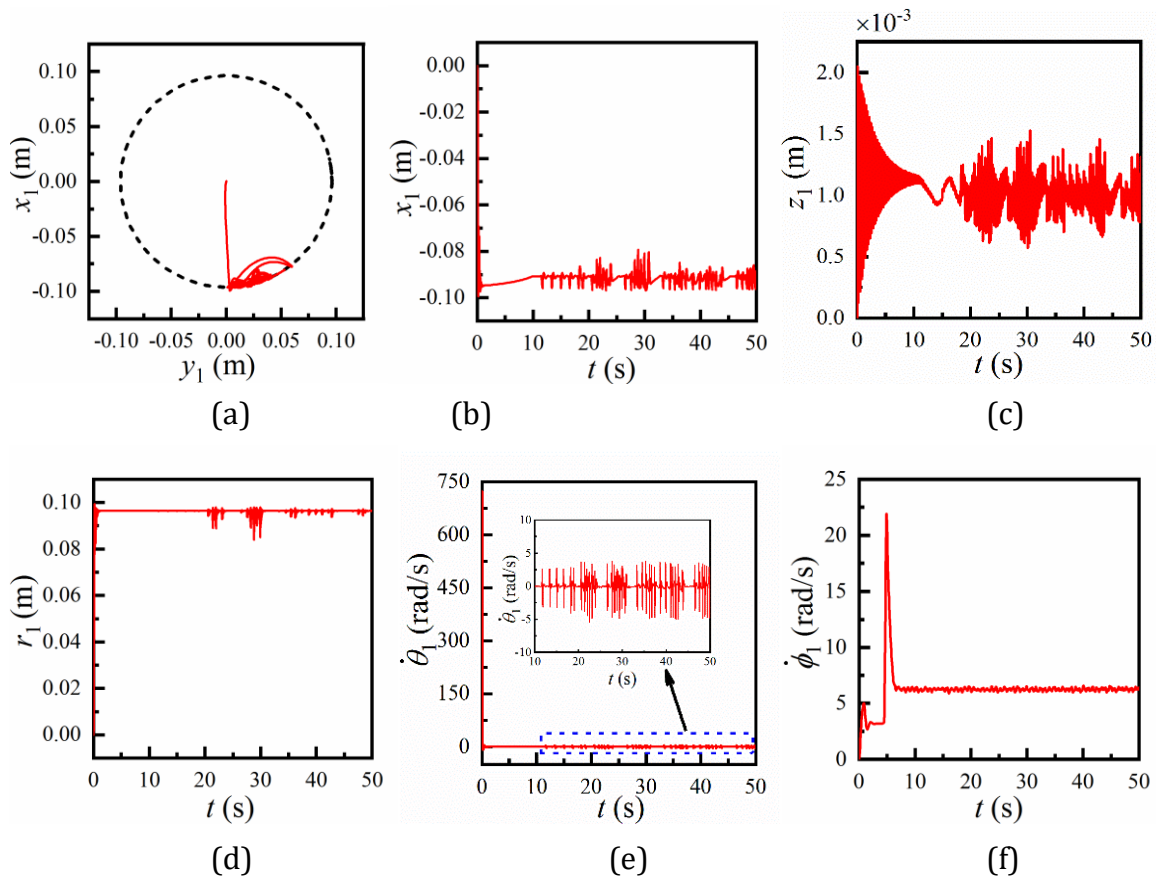 0.10
0.05
0.00
-0.05
-0.10
x₁ (m)
-0.10 -0.05 0.00 0.05 0.10
y₁ (m)
(a)
0.00
-0.02
-0.04
-0.06
-0.08
-0.10
x₁ (m)
0 10 20 30 40 50
t (s)
(b)
×10⁻³
2.0
1.5
1.0
0.5
0.0
z₁ (m)
0 10 20 30 40 50
t (s)
(c)
0.10
0.08
0.06
0.04
0.02
0.00
r₁ (m)
0 10 20 30 40 50
t (s)
(d)
750
600
450
300
150
0
θ̇₁ (rad/s)
10
5
0
-5
-10
θ̇₁ (rad/s)
10 20 30 40 50
t (s)
0 10 20 30 40 50
t (s)
(e)
25
20
15
10
5
0
ϕ̇₁ (rad/s)
0 10 20 30 40 50
t (s)
(f)